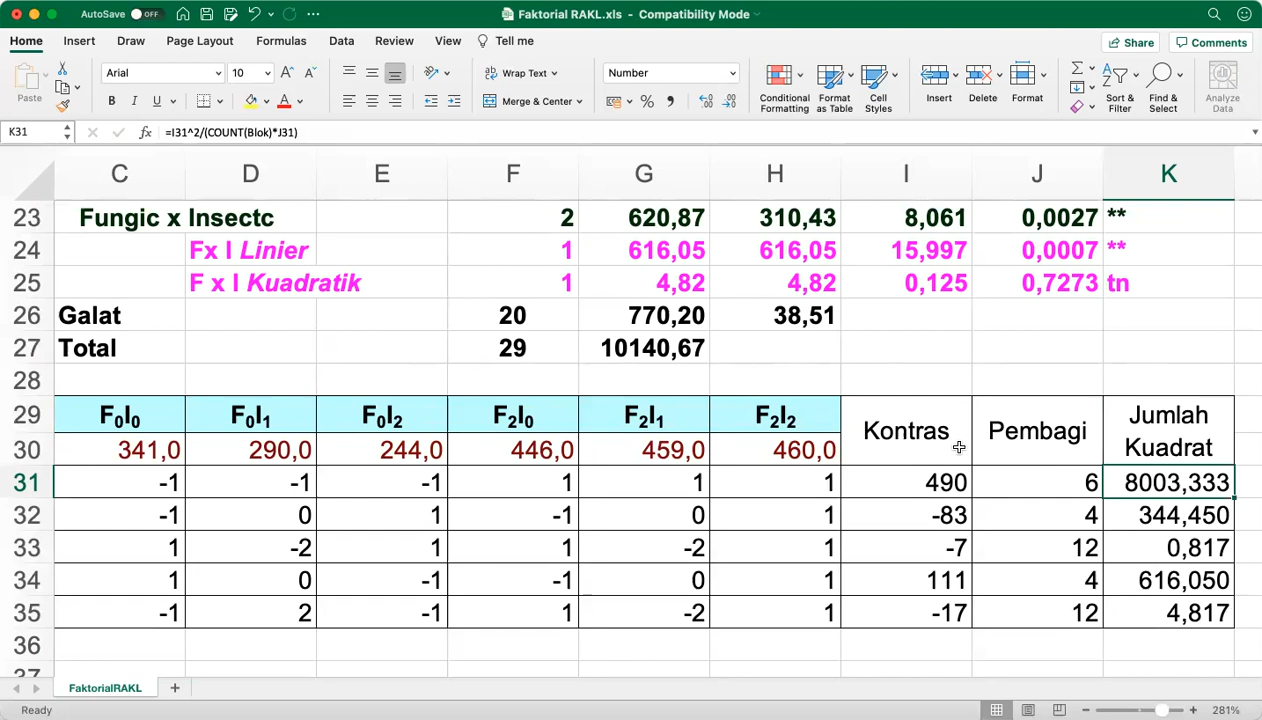 AutoSave OFF
Faktorial RAKL.xls - Compatibility Mode
Home Insert Draw Page Layout Formulas Data Review View Tell me Share Comments
Paste Arial 10 Wrap Text Merge & Center Number Conditional Formatting Format as Table Cell Styles Insert Delete Format Sort & Filter Find & Select Analyze Data
K31 fx =I31^2/(COUNT(Blok)*J31)
C D E F G H I J K
23 Fungic x Insectc 2 620,87 310,43 8,061 0,0027 **
24 Fx I Linier 1 616,05 616,05 15,997 0,0007 **
25 F x I Kuadratik 1 4,82 4,82 0,125 0,7273 tn
26 Galat 20 770,20 38,51
27 Total 29 10140,67
28
29 F₀I₀ F₀I₁ F₀I₂ F₂I₀ F₂I₁ F₂I₂ Kontras Pembagi Jumlah Kuadrat
30 341,0 290,0 244,0 446,0 459,0 460,0
31 -1 -1 -1 1 1 1 490 6 8003,333
32 -1 0 1 -1 0 1 -83 4 344,450
33 1 -2 1 1 -2 1 -7 12 0,817
34 1 0 -1 -1 0 1 111 4 616,050
35 -1 2 -1 1 -2 1 -17 12 4,817
36
37
FaktorialRAKL
Ready 281%